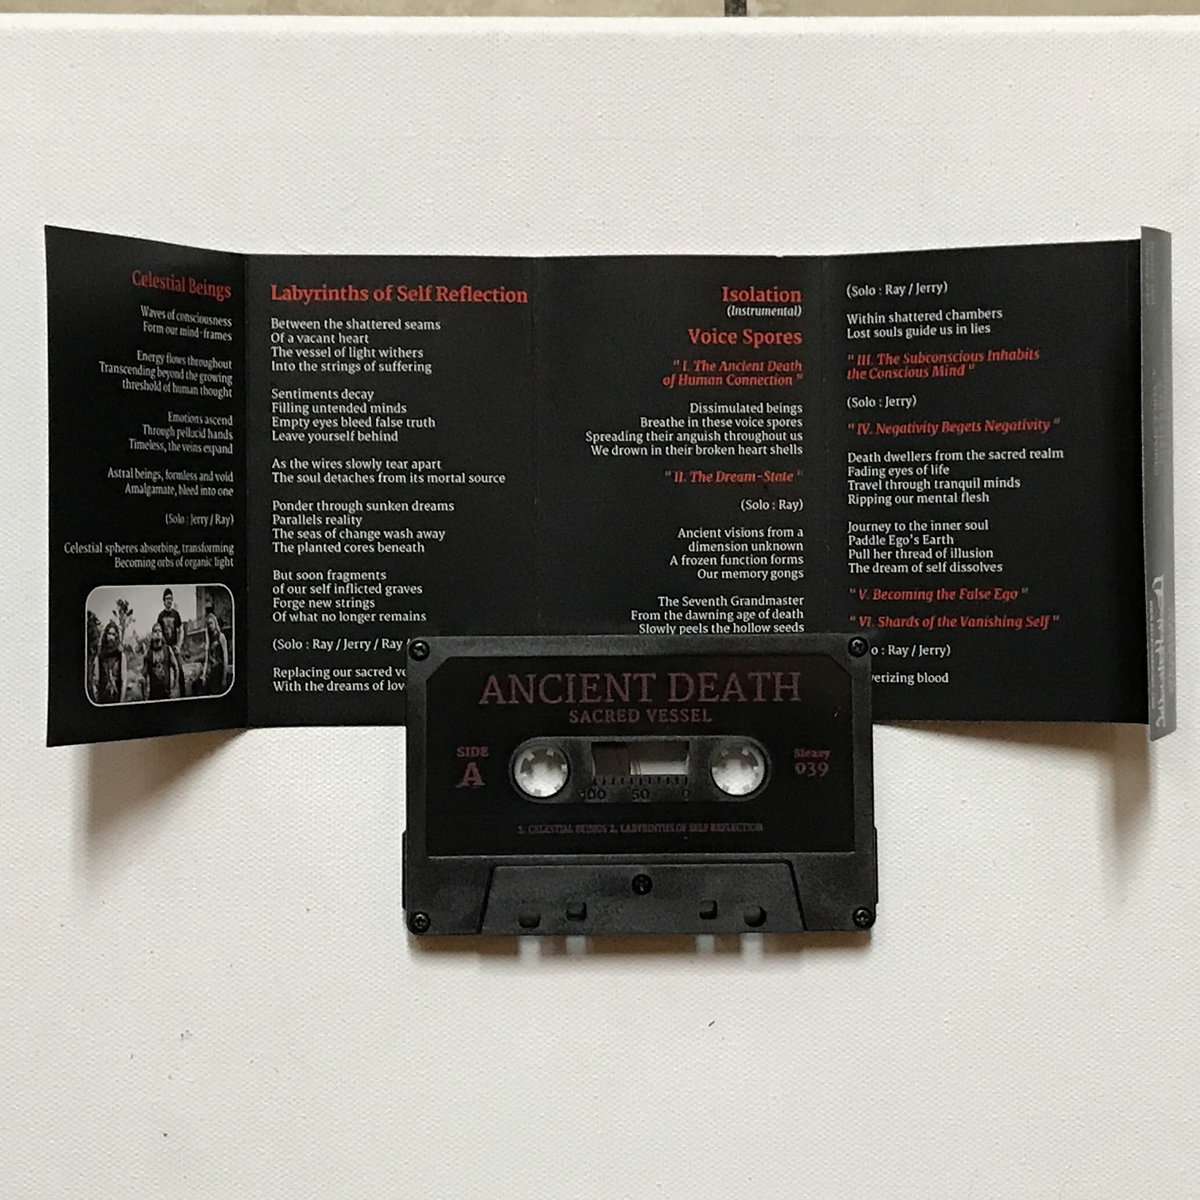 Celestial Beings
Waves of consciousness
Form our mind-frames
Energy flows throughout
Transcending beyond the growing
threshold of human thought
Emotions ascend
Through pellucid hands
Timeless, the veins expand
Astral beings, formless and void
Amalgamate, bleed into one
(Solo : Jerry / Ray)
Celestial spheres absorbing, transforming
Becoming orbs of organic light
Labyrinths of Self Reflection
Between the shattered seams
Of a vacant heart
The vessel of light withers
Into the strings of suffering
Sentiments decay
Filling untended minds
Empty eyes bleed false truth
Leave yourself behind
As the wires slowly tear apart
The soul detaches from its mortal source
Ponder through sunken dreams
Parallels reality
The seas of change wash away
The planted cores beneath
But soon fragments
of our self inflicted graves
Forge new strings
Of what no longer remains
(Solo : Ray / Jerry / Ray /
Replacing our sacred ve
With the dreams of lov
Isolation
(Instrumental)
Voice Spores
" I. The Ancient Death
of Human Connection "
Dissimulated beings
Breathe in these voice spores
Spreading their anguish throughout us
We drown in their broken heart shells
" II. The Dream-State "
(Solo : Ray)
Ancient visions from a
dimension unknown
A frozen function forms
Our memory gongs
The Seventh Grandmaster
From the dawning age of death
Slowly peels the hollow seeds
(Solo : Ray / Jerry)
Within shattered chambers
Lost souls guide us in lies
" III. The Subconscious Inhabits
the Conscious Mind "
(Solo : Jerry)
" IV. Negativity Begets Negativity "
Death dwellers from the sacred realm
Fading eyes of life
Travel through tranquil minds
Ripping our mental flesh
Journey to the inner soul
Paddle Ego's Earth
Pull her thread of illusion
The dream of self dissolves
" V. Becoming the False Ego "
" VI. Shards of the Vanishing Self "
o : Ray / Jerry)
verizing blood
ANCIENT DEATH
SACRED VESSEL
SIDE
A
Sleazy
039
100 50 0
1. CELESTIAL BEINGS 2. LABYRINTHS OF SELF REFLECTION